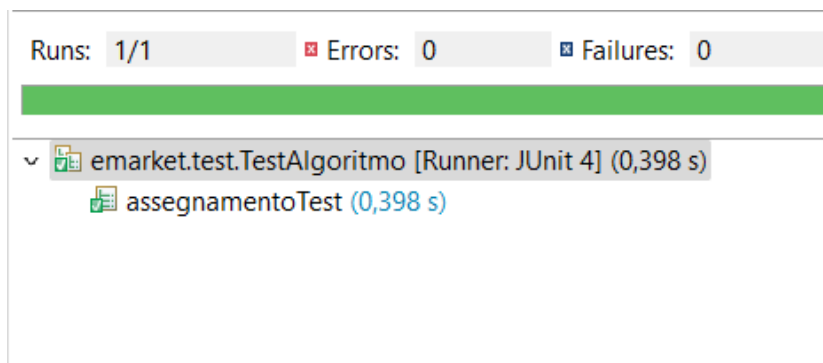 Runs: 1/1 Errors: 0 Failures: 0
emarket.test.TestAlgoritmo [Runner: JUnit 4] (0,398 s)
assegnamentoTest (0,398 s)